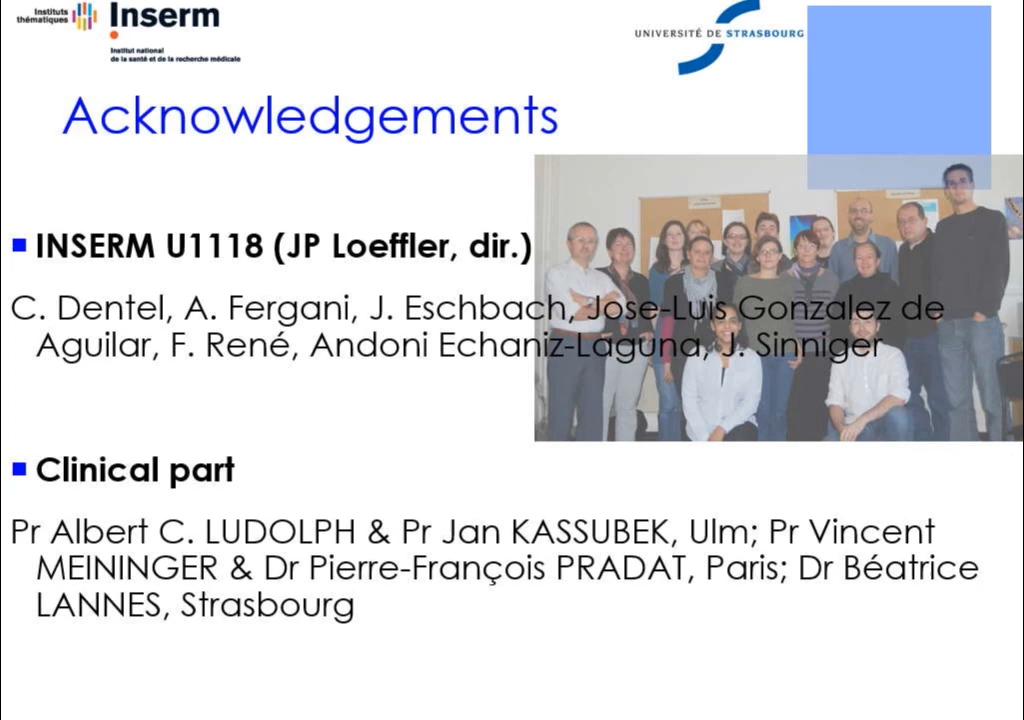 Instituts
thématiques
Inserm
Institut national
de la santé et de la recherche médicale
UNIVERSITÉ DE STRASBOURG
Acknowledgements
INSERM U1118 (JP Loeffler, dir.)
C. Dentel, A. Fergani, J. Eschbach, Jose-Luis Gonzalez de
Aguilar, F. René, Andoni Echaniz-Laguna, J. Sinniger
Clinical part
Pr Albert C. LUDOLPH & Pr Jan KASSUBEK, Ulm; Pr Vincent
MEININGER & Dr Pierre-François PRADAT, Paris; Dr Béatrice
LANNES, Strasbourg